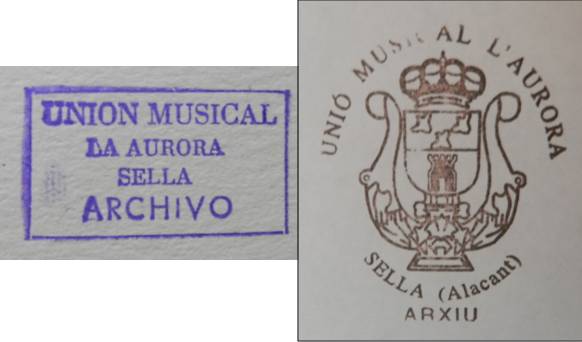 UNION MUSICAL
LA AURORA
SELLA
ARCHIVO
UNIÓ MUSICAL L'AURORA
SELLA (Alacant)
ARXIU